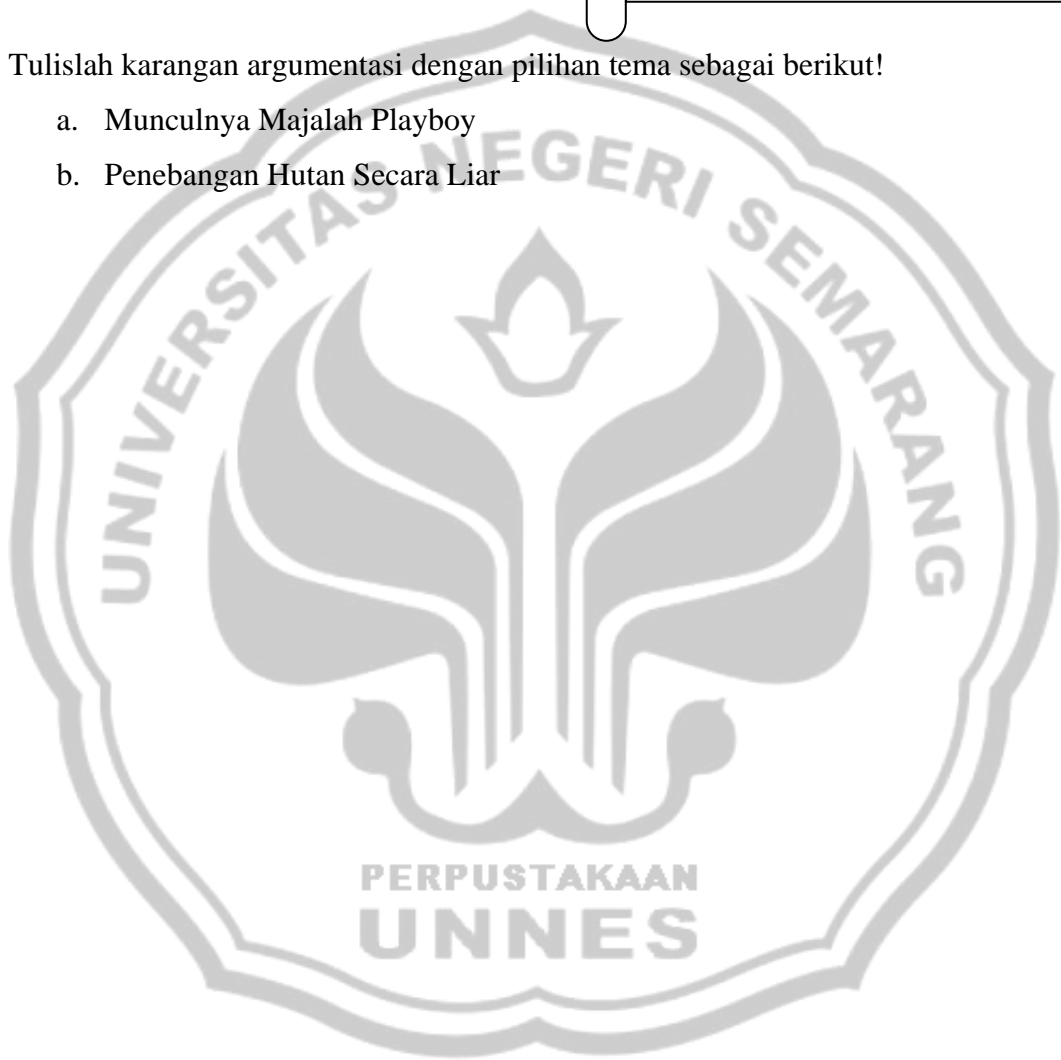 Tulislah karangan argumentasi dengan pilihan tema sebagai berikut!
a. Munculnya Majalah Playboy
b. Penebangan Hutan Secara Liar
UNIVERSITAS NEGERI SEMARANG
PERPUSTAKAAN
UNNES